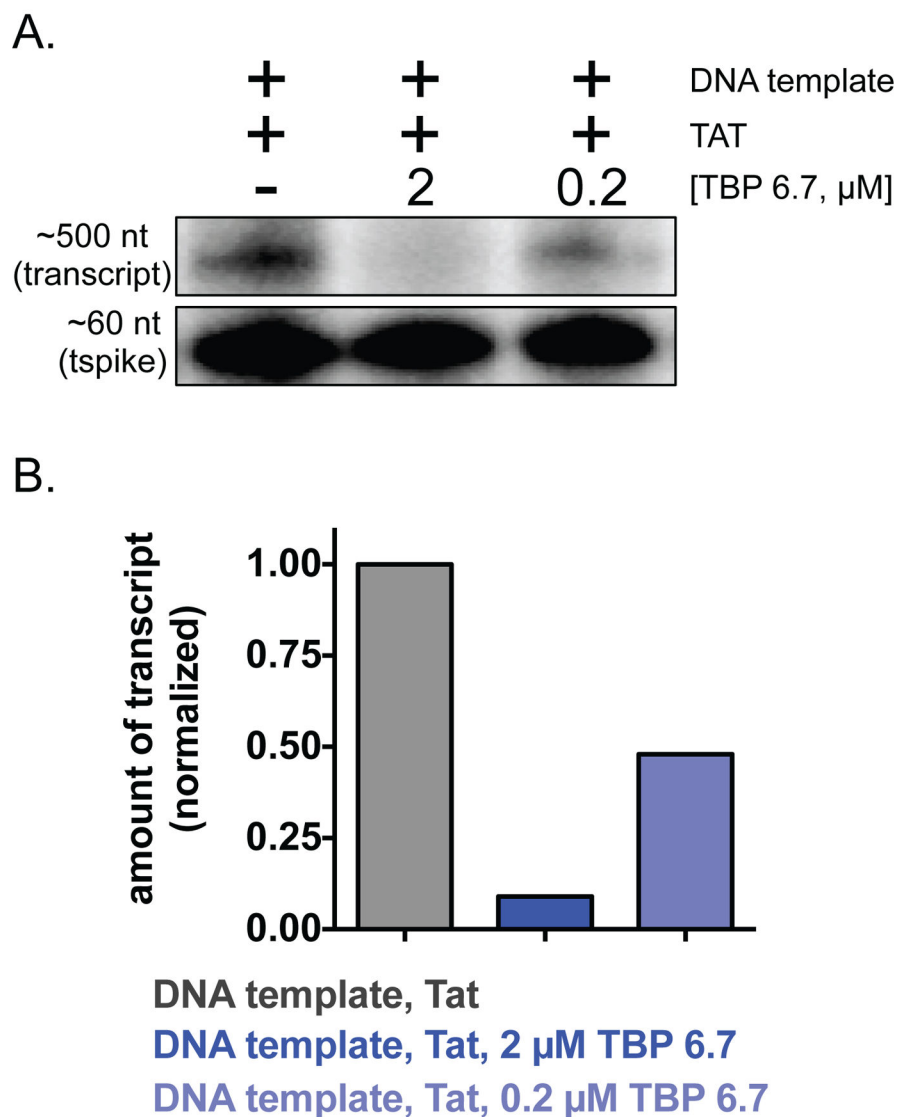 A.
+ + + DNA template
+ + + TAT
- 2 0.2 [TBP 6.7, µM]
~500 nt
(transcript)
~60 nt
(tspike)
B.
amount of transcript
(normalized)
1.00
0.75
0.50
0.25
0.00
DNA template, Tat
DNA template, Tat, 2 µM TBP 6.7
DNA template, Tat, 0.2 µM TBP 6.7